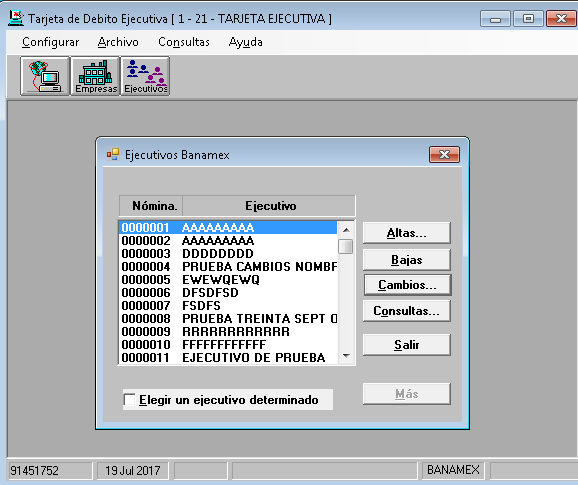 Tarjeta de Debito Ejecutiva [ 1 - 21 - TARJETA EJECUTIVA ]
Configurar Archivo Consultas Ayuda
Empresas Ejecutivos
Ejecutivos Banamex
Nómina. Ejecutivo
0000001 AAAAAAAAA
0000002 AAAAAAAAA
0000003 DDDDDDDD
0000004 PRUEBA CAMBIOS NOMBF
0000005 EWEWQEWQ
0000006 DFSDFSD
0000007 FSDFS
0000008 PRUEBA TREINTA SEPT O
0000009 RRRRRRRRRRRR
0000010 FFFFFFFFFFF
0000011 EJECUTIVO DE PRUEBA
Altas...
Bajas
Cambios...
Consultas...
Salir
Más
Elegir un ejecutivo determinado
91451752 19 Jul 2017 BANAMEX